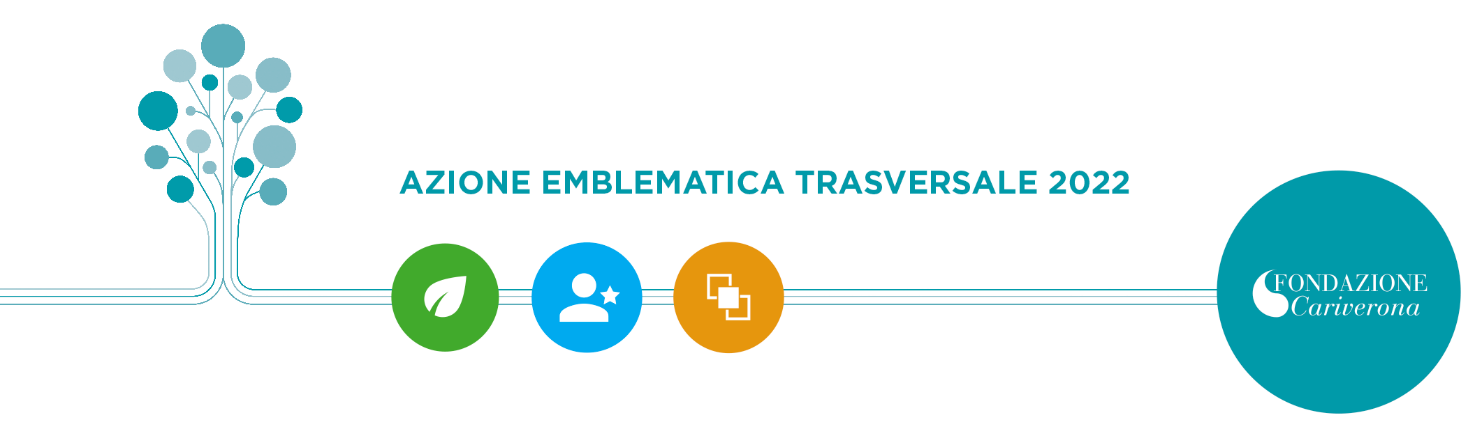 AZIONE EMBLEMATICA TRASVERSALE 2022
FONDAZIONE
Cariverona